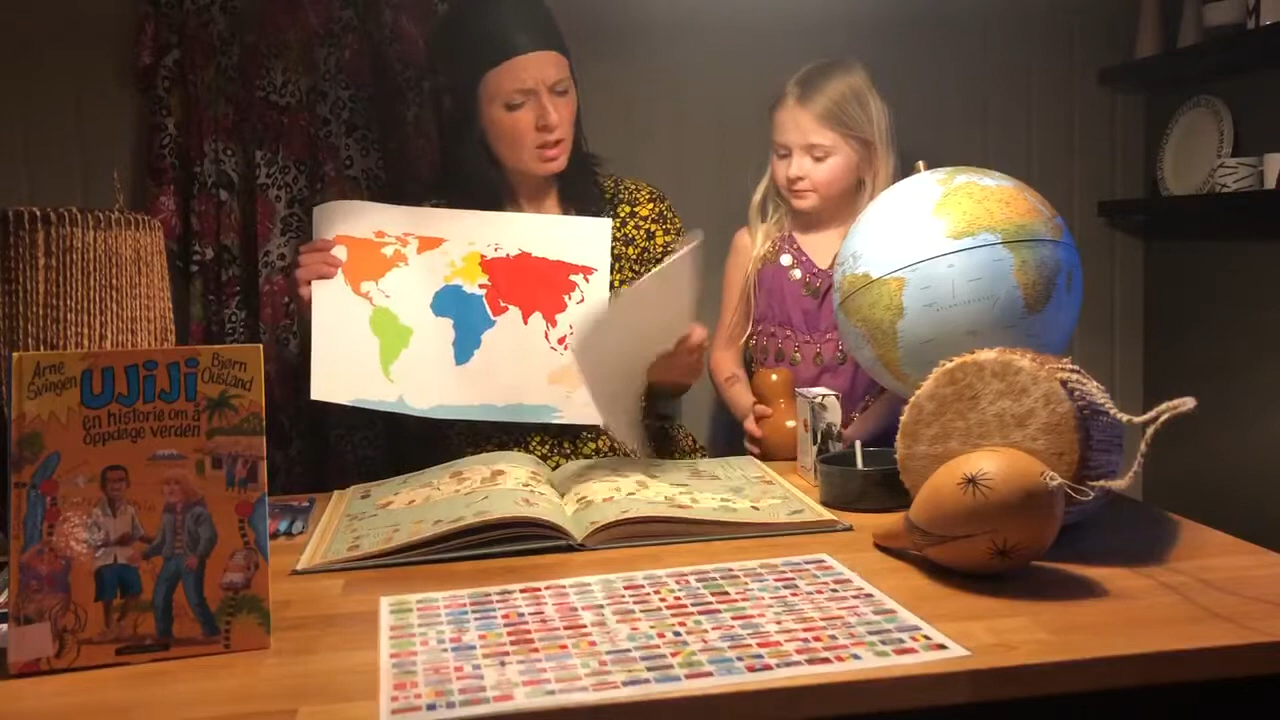 Arne
Svingen
UJiJi
Bjørn
Ousland
en historie om å
oppdage verden